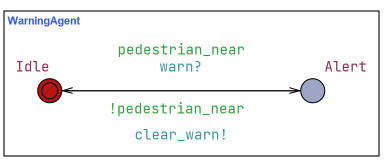 WarningAgent
pedestrian_near
Idle
warn?
Alert
!pedestrian_near
clear_warn!